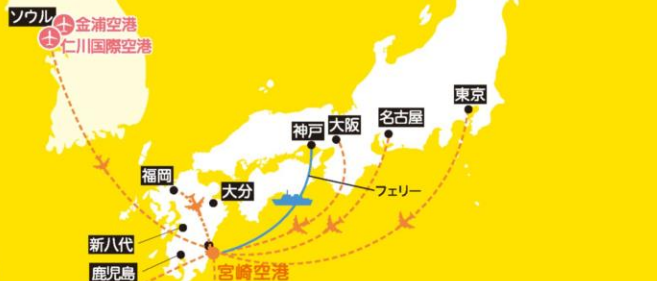 ソウル
金浦空港
仁川国際空港
東京
名古屋
大阪
神戸
福岡
大分
フェリー
新八代
鹿児島
宮崎空港